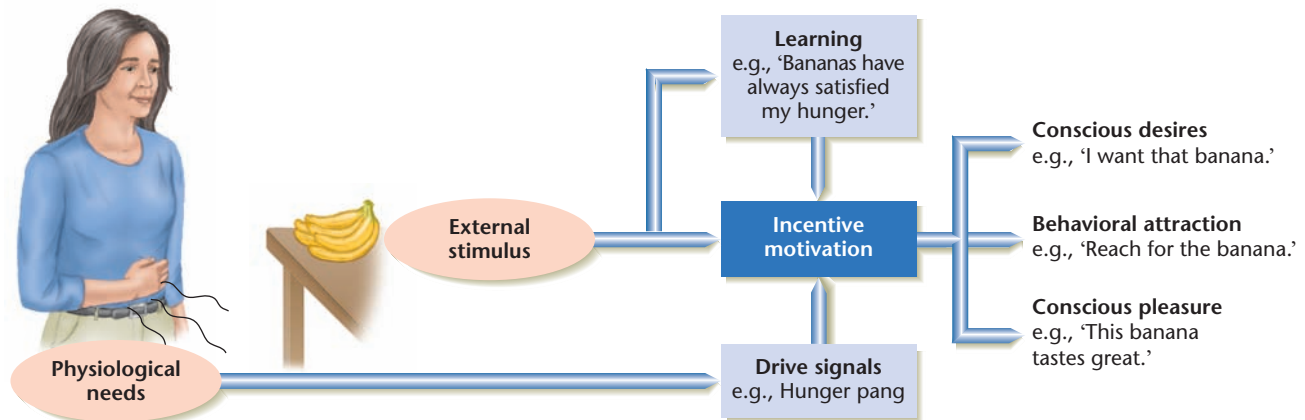 Learning
e.g., ‘Bananas have
always satisfied
my hunger.’
Conscious desires
e.g., ‘I want that banana.’
External
stimulus
Incentive
motivation
Behavioral attraction
e.g., ‘Reach for the banana.’
Conscious pleasure
e.g., ‘This banana
tastes great.’
Physiological
needs
Drive signals
e.g., Hunger pang